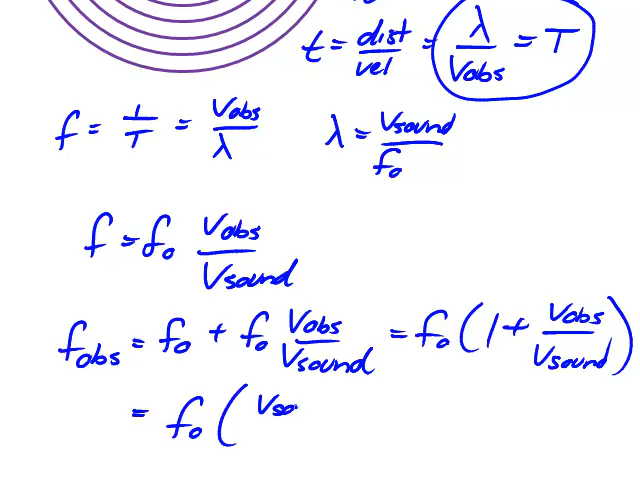 t = dist/vel = λ/Vobs = T
f = 1/T = Vobs/λ λ = Vsound/f₀
f = f₀ Vobs/Vsound
fobs = f₀ + f₀ Vobs/Vsound = f₀ (1 + Vobs/Vsound)
= f₀ ( Vso